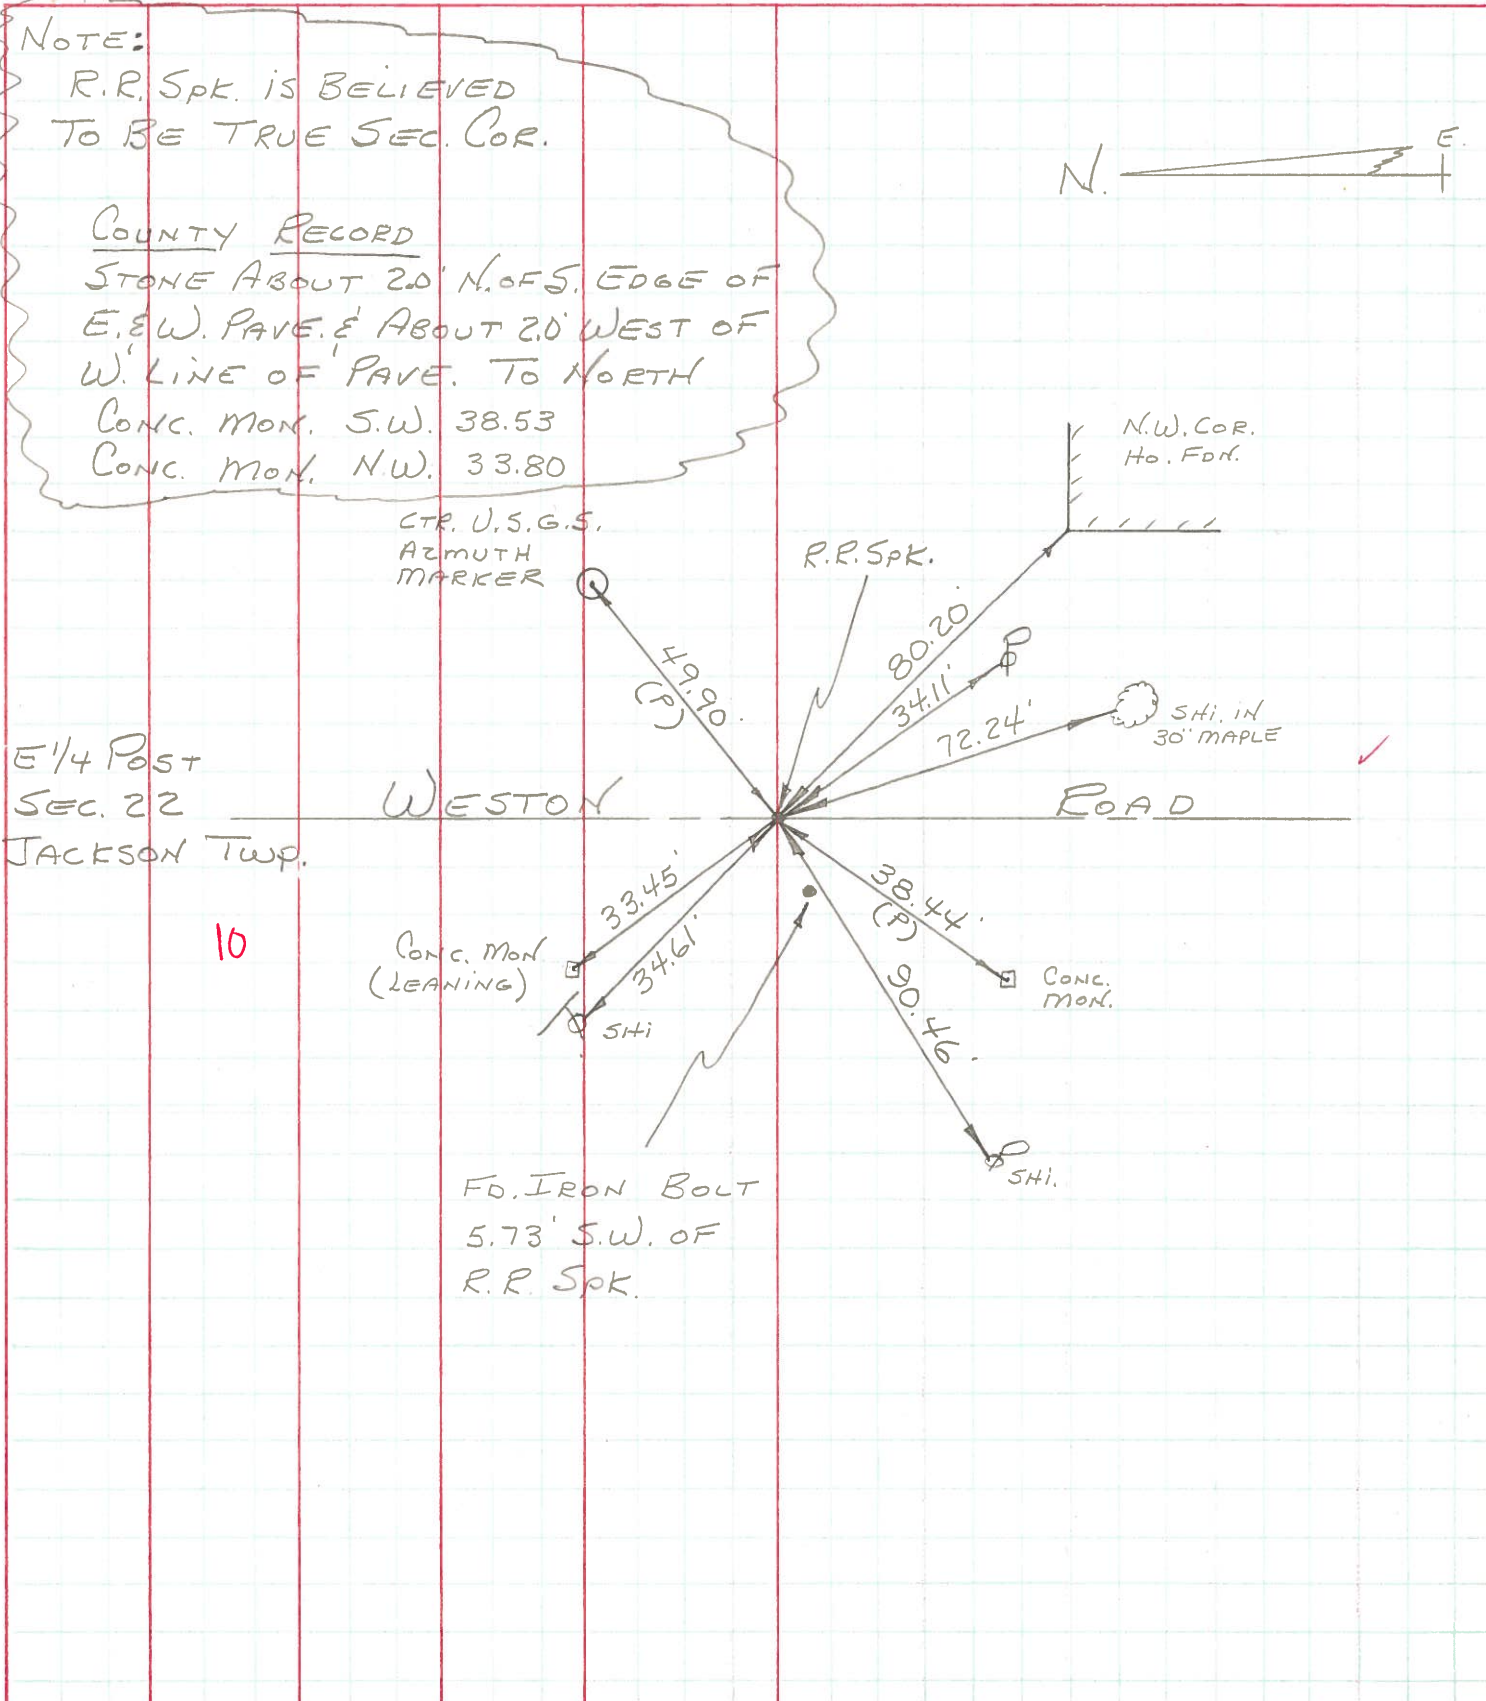 NOTE:
R.R. SPK. IS BELIEVED
TO BE TRUE SEC. COR.
COUNTY RECORD
STONE ABOUT 2.0' N. OF S. EDGE OF
E. & W. PAVE. & ABOUT 2.0' WEST OF
W. LINE OF PAVE. TO NORTH
CONC. MON. S.W. 38.53
CONC. MON. N.W. 33.80
N.
E.
N.W. COR.
HO. FDN.
CTR. U.S.G.S.
AZMUTH
MARKER
R.R. SPK.
80.20'
49.90'
(P)
34.11'
72.24'
SHI. IN
30" MAPLE
E 1/4 POST
SEC. 22
JACKSON TWP.
WESTON ROAD
10
33.45'
34.61'
38.44'
(P)
90.46'
CONC. MON
(LEANING)
SHI
CONC.
MON.
SHI.
FD. IRON BOLT
5.73' S.W. OF
R.R. SPK.